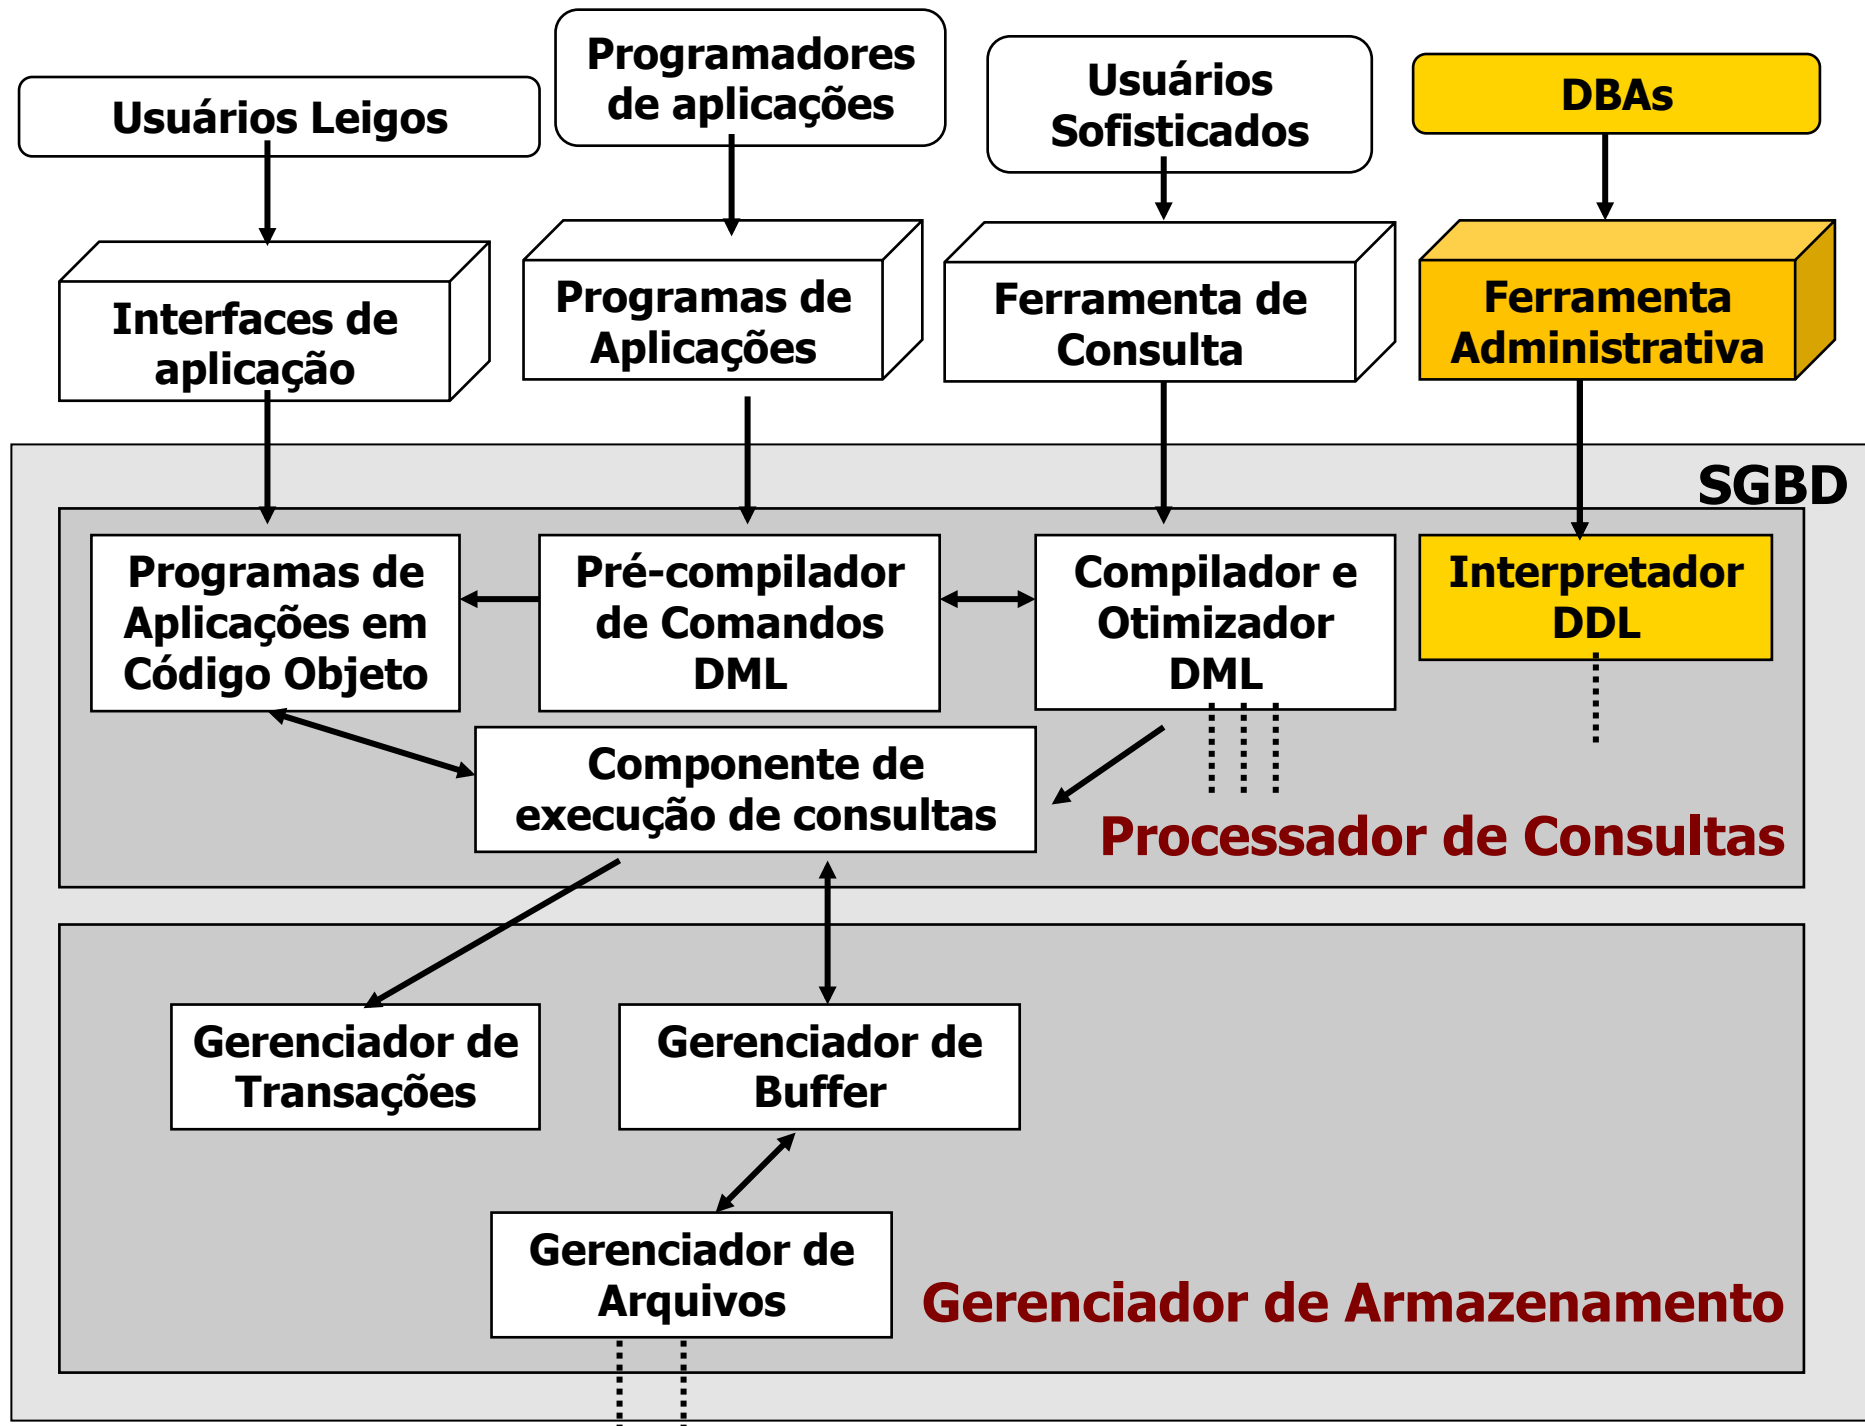 Usuários Leigos
Programadores
de aplicações
Usuários
Sofisticados
DBAs
Interfaces de
aplicação
Programas de
Aplicações
Ferramenta de
Consulta
Ferramenta
Administrativa
SGBD
Programas de
Aplicações em
Código Objeto
Pré-compilador
de Comandos
DML
Compilador e
Otimizador
DML
Interpretador
DDL
Componente de
execução de consultas
Processador de Consultas
Gerenciador de
Transações
Gerenciador de
Buffer
Gerenciador de
Arquivos
Gerenciador de Armazenamento